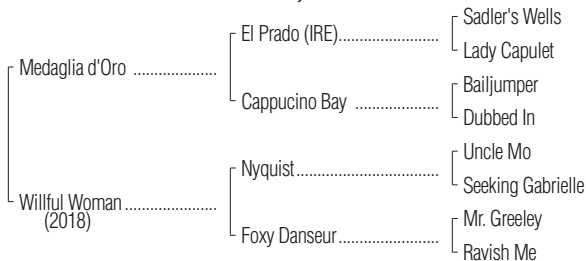 Sadler's Wells
El Prado (IRE)....................
Lady Capulet
Medaglia d'Oro ....................
Bailjumper
Cappucino Bay ....................
Dubbed In
Uncle Mo
Nyquist....................
Seeking Gabrielle
Willful Woman....................
(2018)
Mr. Greeley
Foxy Danseur....................
Ravish Me